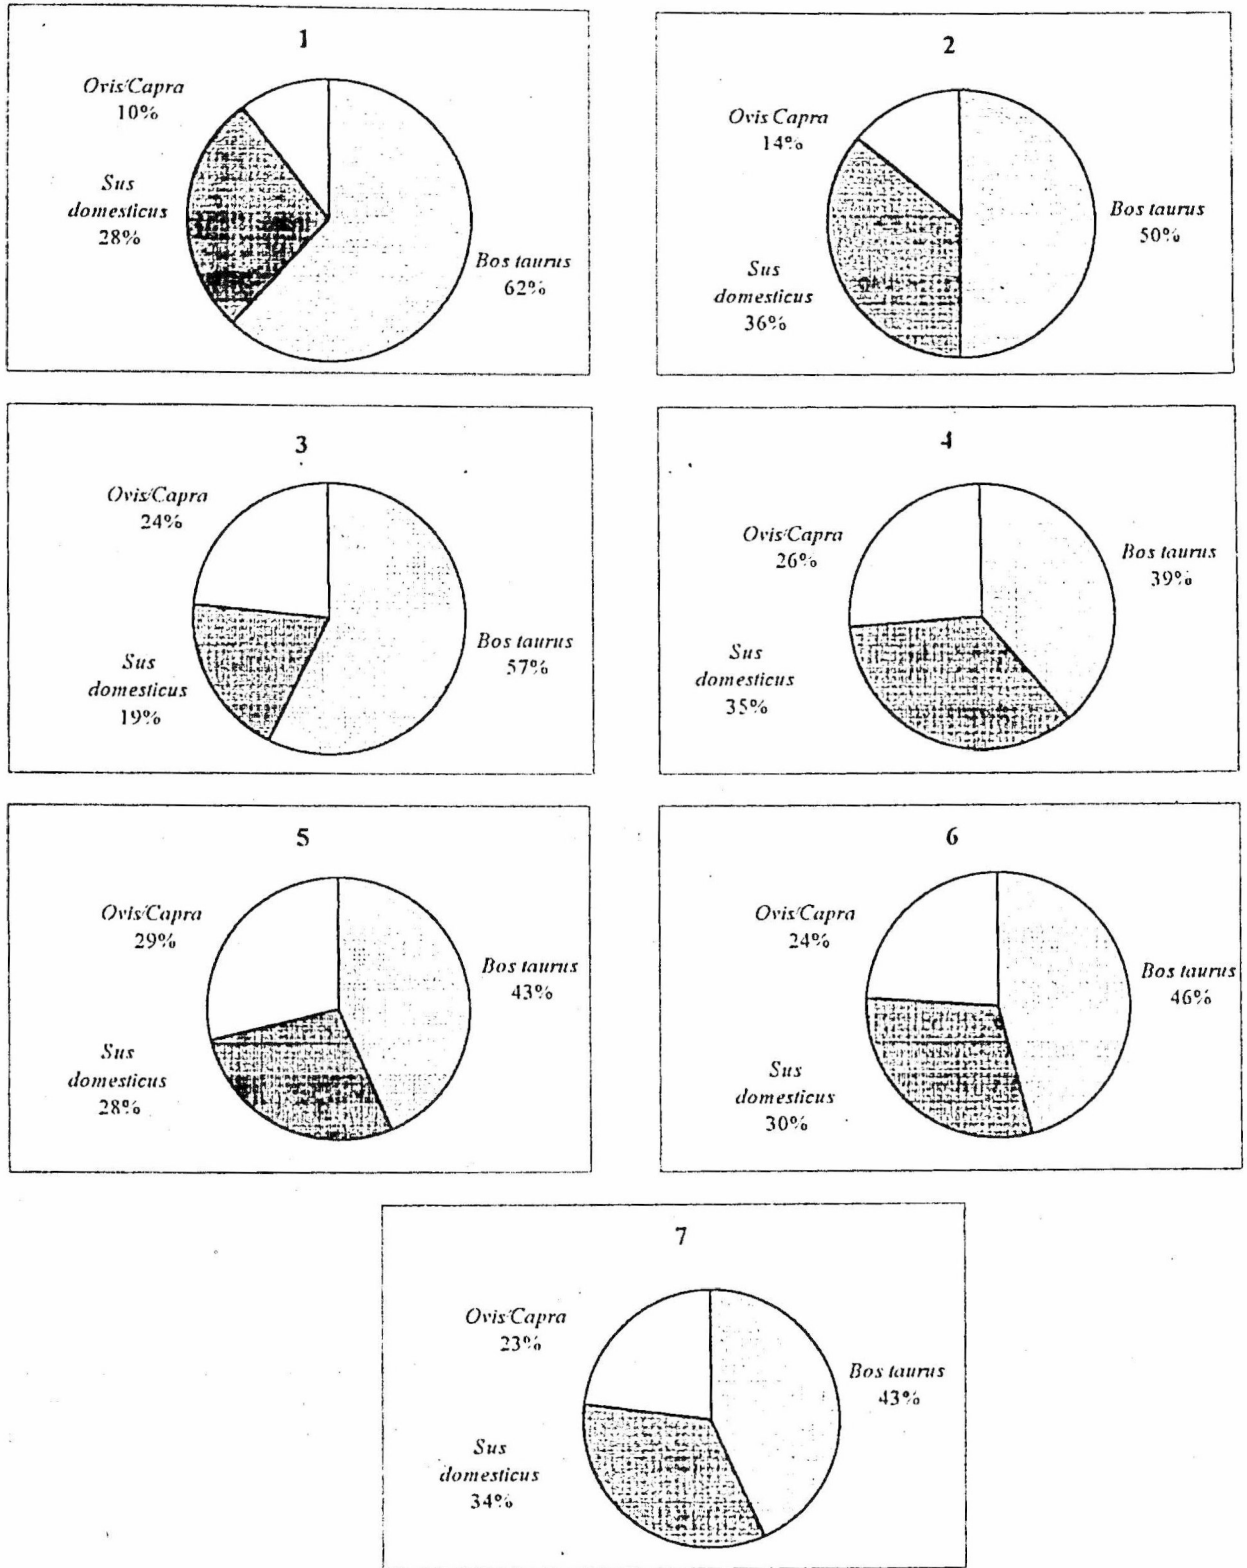 1
Ovis/Capra
10%
Sus
domesticus
28%
Bos taurus
62%
2
Ovis Capra
14%
Sus
domesticus
36%
Bos taurus
50%
3
Ovis/Capra
24%
Sus
domesticus
19%
Bos taurus
57%
4
Ovis/Capra
26%
Sus
domesticus
35%
Bos taurus
39%
5
Ovis/Capra
29%
Sus
domesticus
28%
Bos taurus
43%
6
Ovis/Capra
24%
Sus
domesticus
30%
Bos taurus
46%
7
Ovis/Capra
23%
Sus
domesticus
34%
Bos taurus
43%